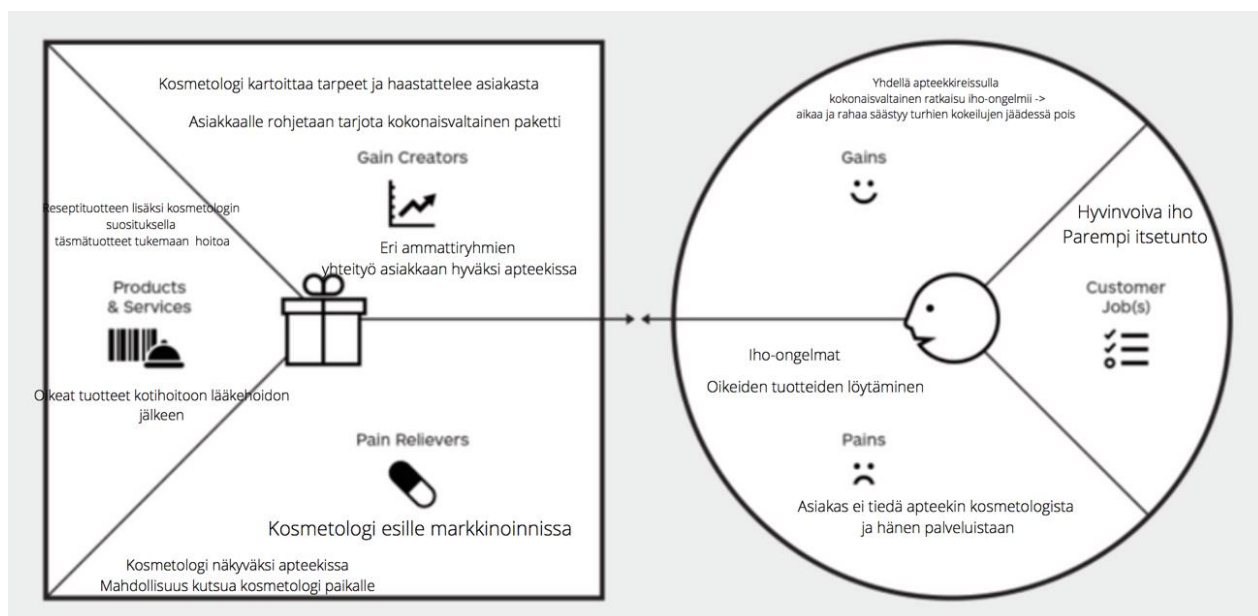 Kosmetologi kartoittaa tarpeet ja haastattelee asiakasta
Asiakkaalle rohjetaan tarjota kokonaisvaltainen paketti
Gain Creators
Reseptituotteen lisäksi kosmetologin
suosituksella
täsmätuotteet tukemaan hoitoa
Eri ammattiryhmien
yhteityö asiakkaan hyväksi apteekissa
Products
& Services
Oikeat tuotteet kotihoitoon lääkehoidon
jälkeen
Pain Relievers
Kosmetologi esille markkinoinnissa
Kosmetologi näkyväksi apteekissa
Mahdollisuus kutsua kosmetologi paikalle
Yhdellä apteekkireissulla
kokonaisvaltainen ratkaisu iho-ongelmii ->
aikaa ja rahaa säästyy turhien kokeilujen jäädessä pois
Gains
Hyvinvoiva iho
Parempi itsetunto
Customer
Job(s)
Iho-ongelmat
Oikeiden tuotteiden löytäminen
Pains
Asiakas ei tiedä apteekin kosmetologista
ja hänen palveluistaan